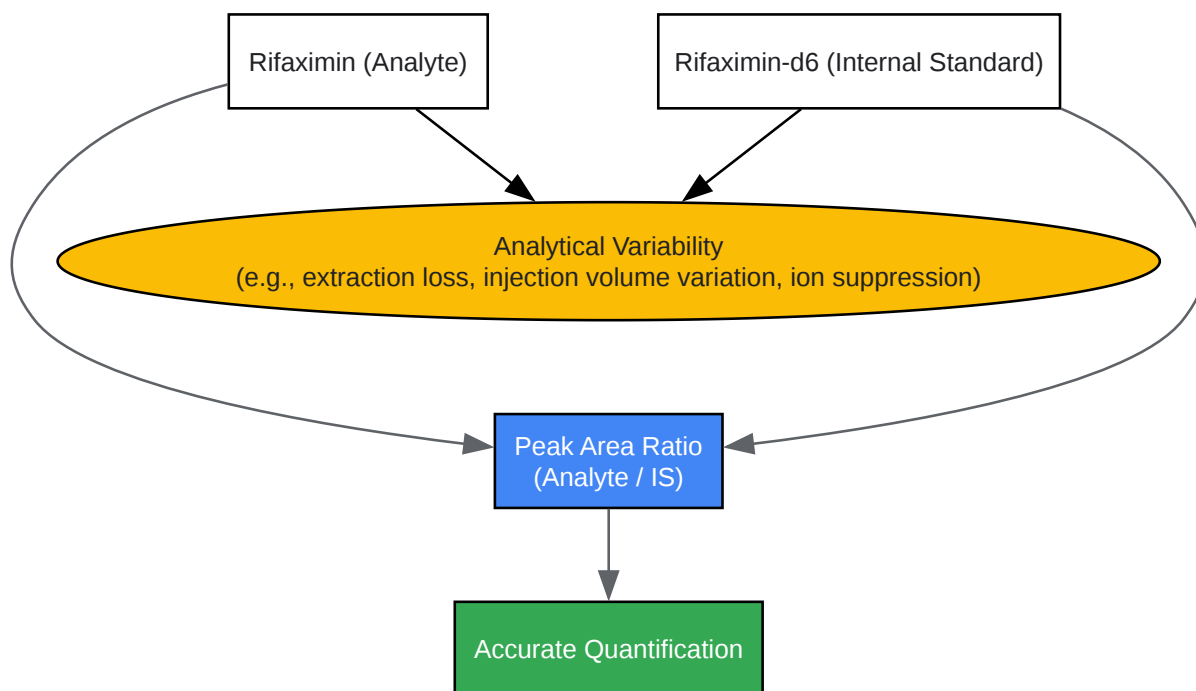 Rifaximin (Analyte)
Rifaximin-d6 (Internal Standard)
Analytical Variability
(e.g., extraction loss, injection volume variation, ion suppression)
Peak Area Ratio
(Analyte / IS)
Accurate Quantification